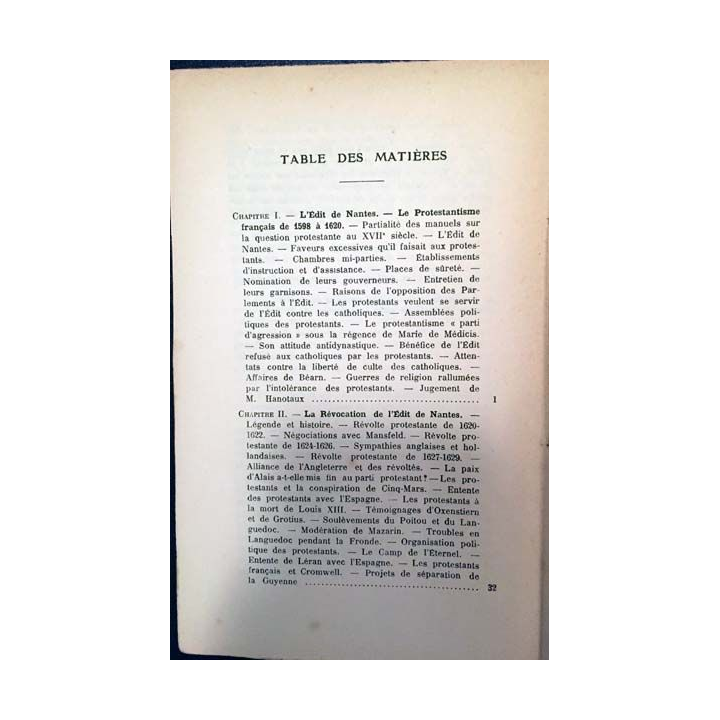 TABLE DES MATIÈRES
CHAPITRE I. — L'Édit de Nantes. — Le Protestantisme
français de 1598 à 1620. — Partialité des manuels sur
la question protestante au XVIIe siècle. — L'Édit de
Nantes. — Faveurs excessives qu'il faisait aux protes-
tants. — Chambres mi-parties. — Établissements
d'instruction et d'assistance. — Places de sûreté. —
Nomination de leurs gouverneurs. — Entretien de
leurs garnisons. — Raisons de l'opposition des Par-
lements à l'Édit. — Les protestants veulent se servir
de l'Édit contre les catholiques. — Assemblées poli-
tiques des protestants. — Le protestantisme « parti
d'agression » sous la régence de Marie de Médicis.
— Son attitude antidynastique. — Bénéfice de l'Édit
refusé aux catholiques par les protestants. — Atten-
tats contre la liberté de culte des catholiques. —
Affaires de Béarn. — Guerres de religion rallumées
par l'intolérance des protestants. — Jugement de
M. Hanotaux ........................................ 1
CHAPITRE II. — La Révocation de l'Édit de Nantes. —
Légende et histoire. — Révolte protestante de 1620-
1622. — Négociations avec Mansfeld. — Révolte pro-
testante de 1624-1626. — Sympathies anglaises et hol-
landaises. — Révolte protestante de 1627-1629. —
Alliance de l'Angleterre et des révoltés. — La paix
d'Alais a-t-elle mis fin au parti protestant? — Les pro-
testants et la conspiration de Cinq-Mars. — Entente
des protestants avec l'Espagne. — Les protestants à
la mort de Louis XIII. — Témoignages d'Oxenstiern
et de Grotius. — Soulèvements du Poitou et du Lan-
guedoc. — Modération de Mazarin. — Troubles en
Languedoc pendant la Fronde. — Organisation poli-
tique des protestants. — Le Camp de l'Éternel. —
Entente de Léran avec l'Espagne. — Les protestants
français et Cromwell. — Projets de séparation de
la Guyenne ........................................ 32